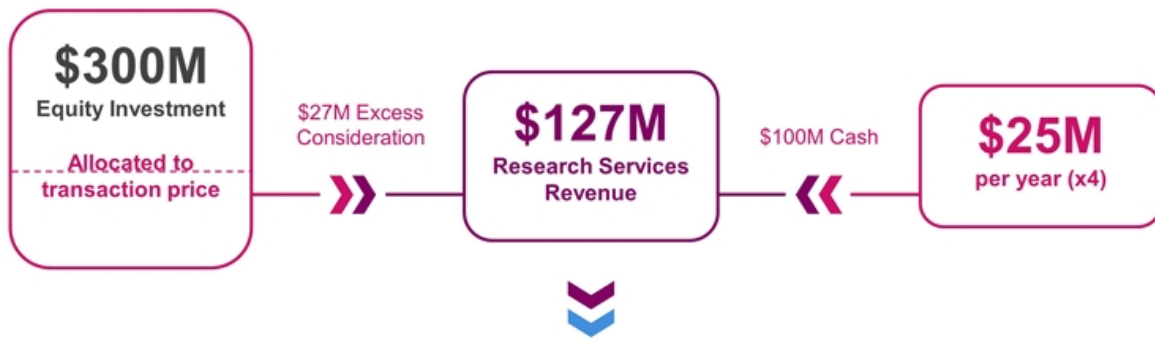 $300M
Equity Investment
Allocated to
transaction price
$27M Excess
Consideration
$127M
Research Services
Revenue
$100M Cash
$25M
per year (x4)